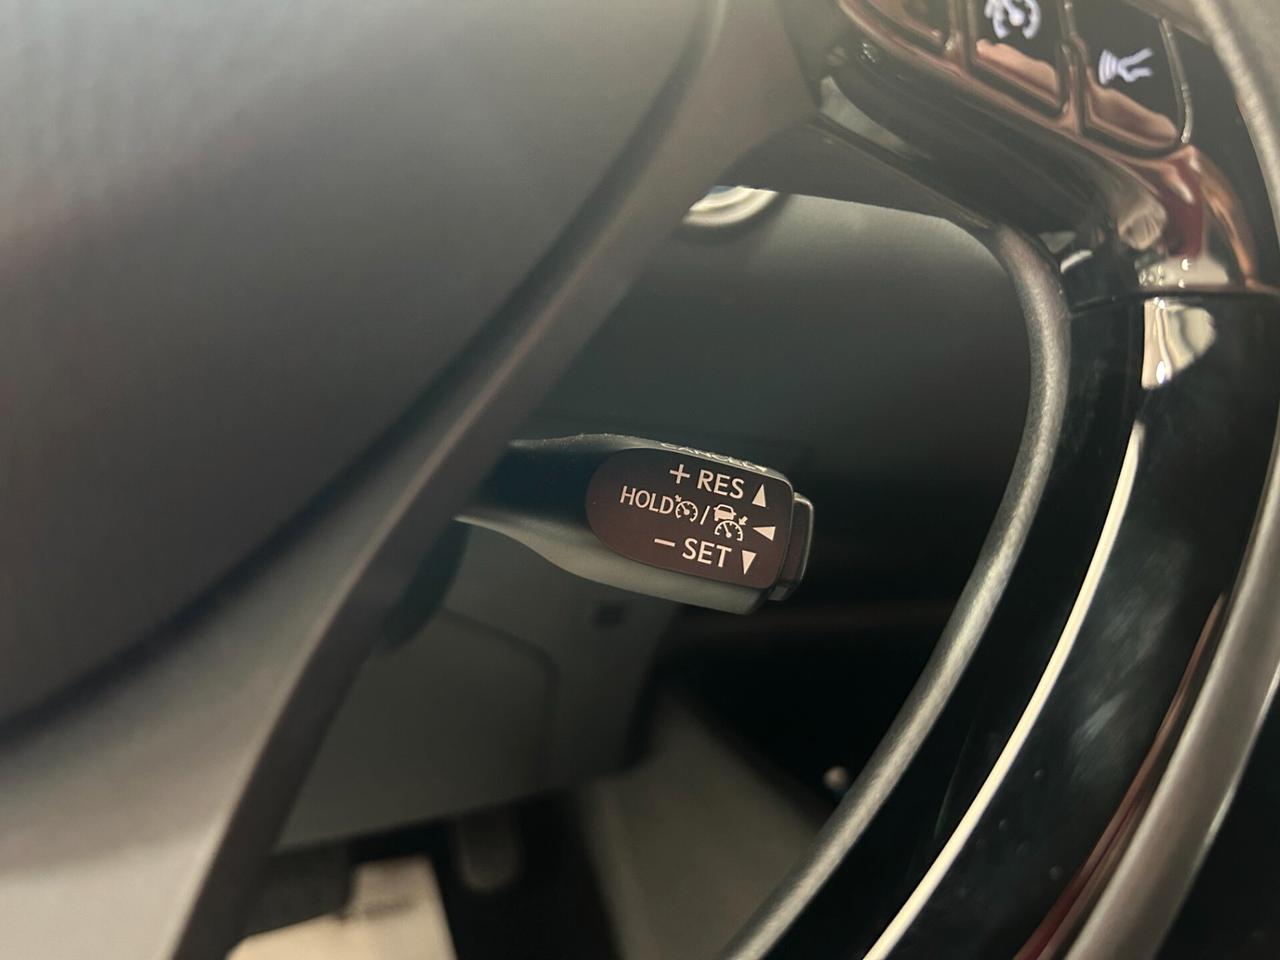 + RES ▲
HOLD / ◀
− SET ▼